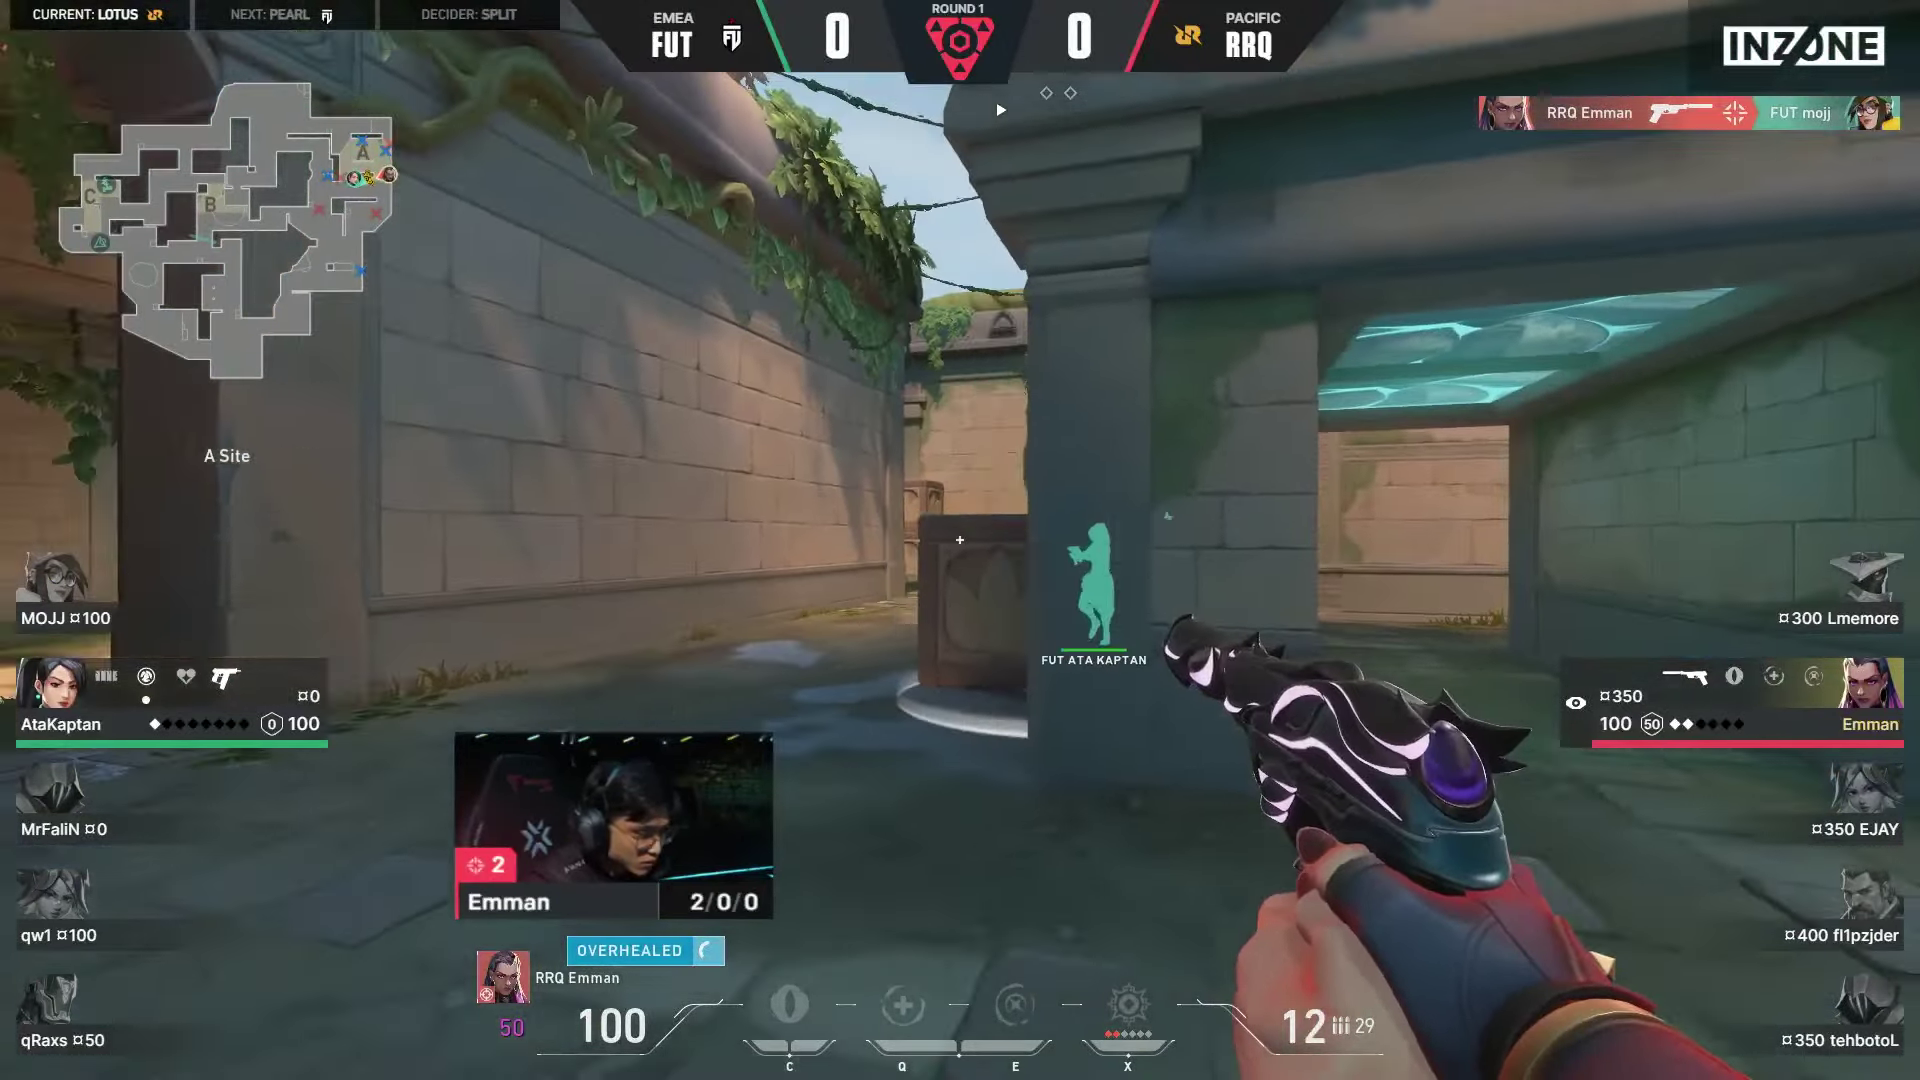 CURRENT: LOTUS
NEXT: PEARL
DECIDER: SPLIT
EMEA
FUT
0
ROUND 1
0
PACIFIC
RRQ
INZONE
RRQ Emman
FUT mojj
A
B
C
A Site
MOJJ ¤100
¤0
AtaKaptan
0
100
MrFaliN ¤0
qw1 ¤100
qRaxs ¤50
FUT ATA KAPTAN
¤300 Lmemore
¤350
100
50
Emman
¤350 EJAY
¤400 fl1pzjder
¤350 tehbotoL
2
Emman
2/0/0
OVERHEALED
RRQ Emman
50
100
C
Q
E
X
12
29